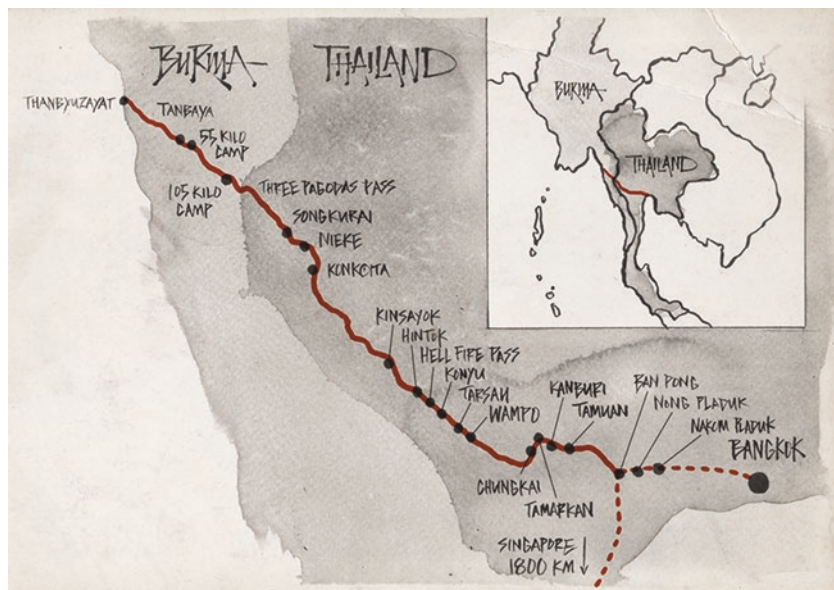 BURMA
THAILAND
THANBYUZAYAT
TANBAYA
55 KILO
CAMP
105 KILO
CAMP
THREE PAGODAS PASS
SONGKURAI
NIEKE
KONKOITA
KINSAYOK
HINTOK
HELL FIRE PASS
KONYU
TARSAU
WAMPO
KANBURI
TAMUAN
BAN PONG
NONG PLADUK
NAKOM PLADUK
BANGKOK
CHUNGKAI
TAMARKAN
SINGAPORE
1800 KM
BURMA
THAILAND